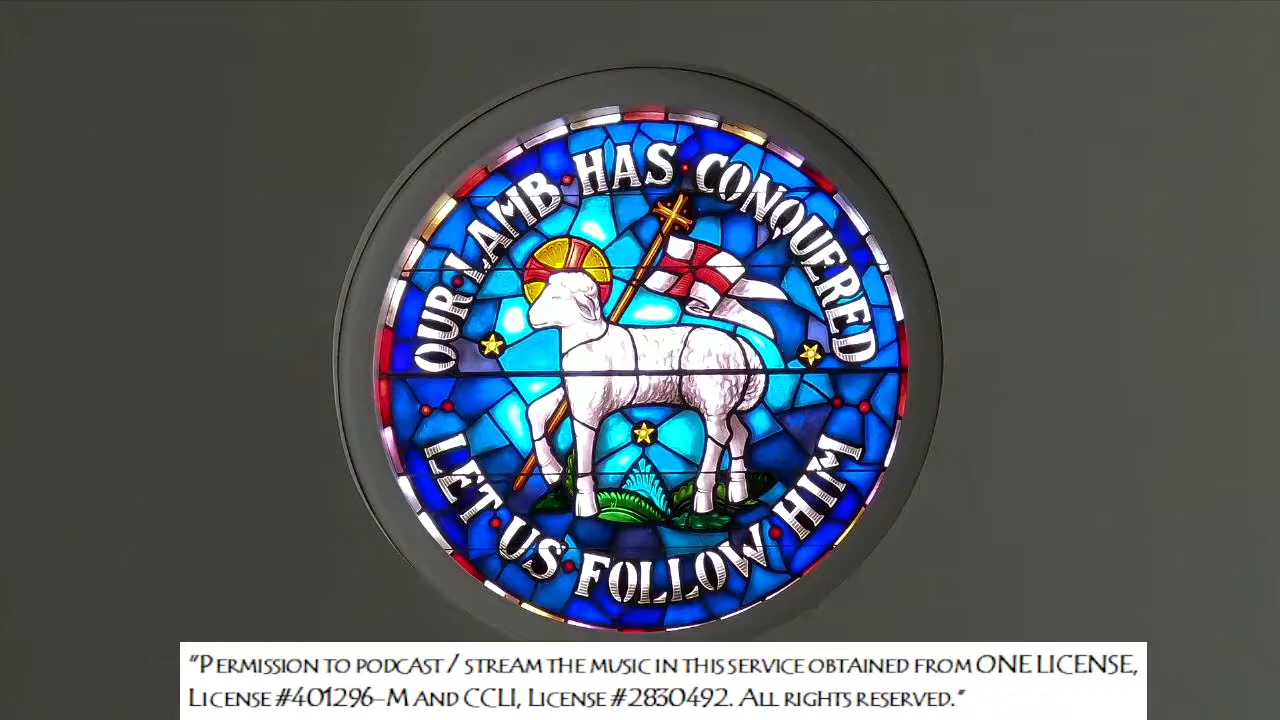 OUR LAMB HAS CONQUERED
LET US FOLLOW HIM
"Permission to podcast / stream the music in this service obtained from ONE LICENSE,
License #401296-M and CCLI, License #2830492. All rights reserved."